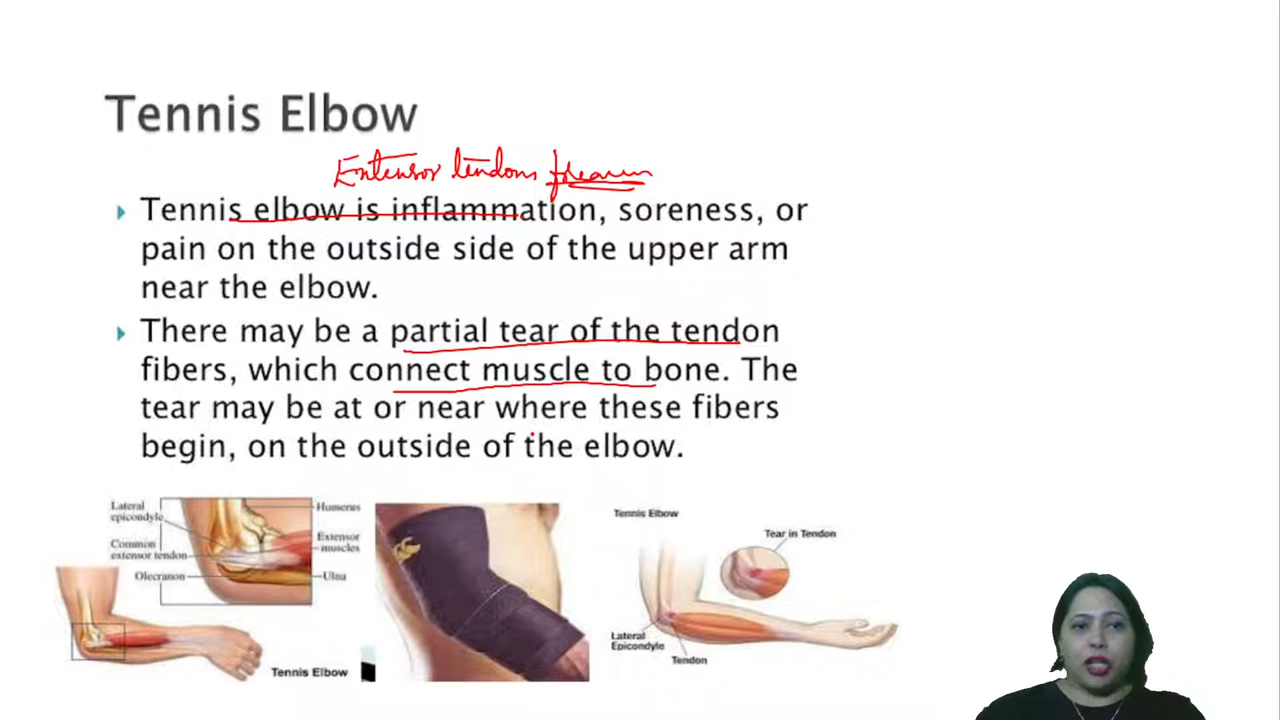 Tennis Elbow
Extensor tendons forearm
Tennis elbow is inflammation, soreness, or
pain on the outside side of the upper arm
near the elbow.
There may be a partial tear of the tendon
fibers, which connect muscle to bone. The
tear may be at or near where these fibers
begin, on the outside of the elbow.
Lateral
epicondyle
Common
extensor tendon
Olecranon
Humerus
Extensor
muscles
Ulna
Tennis Elbow
Tennis Elbow
Tear in Tendon
Lateral
Epicondyle
Tendon